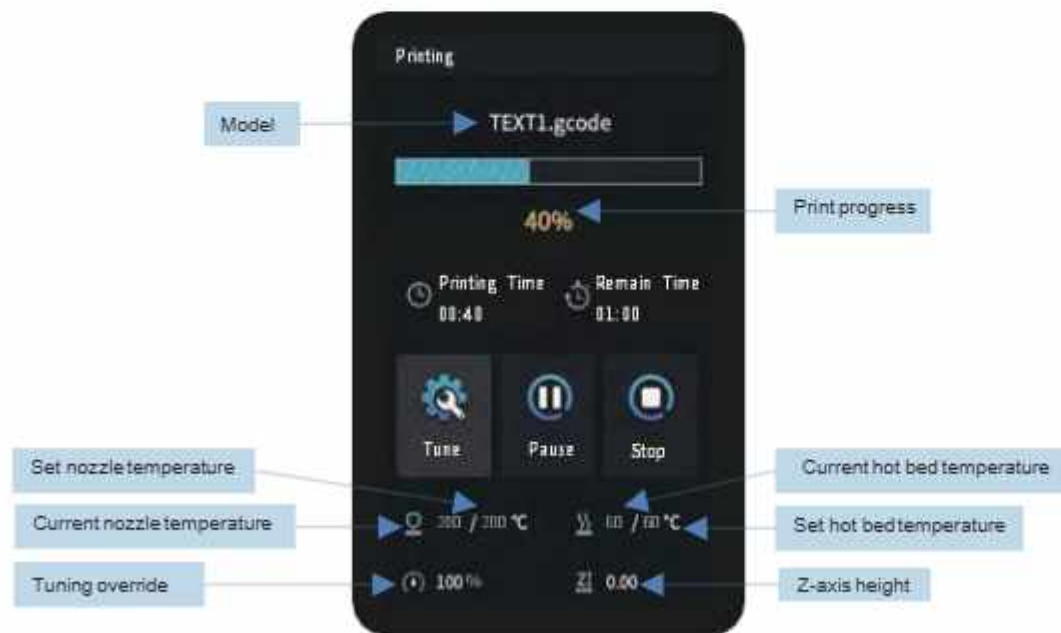 Printing
Model
TEXT1.gcode
Print progress
40%
Printing Time
00:40
Remain Time
01:00
Tune
Pause
Stop
Set nozzle temperature
Current hot bed temperature
Current nozzle temperature
200 / 200 °C
60 / 60 °C
Set hot bed temperature
Tuning override
100%
Z
0.00
Z-axis height